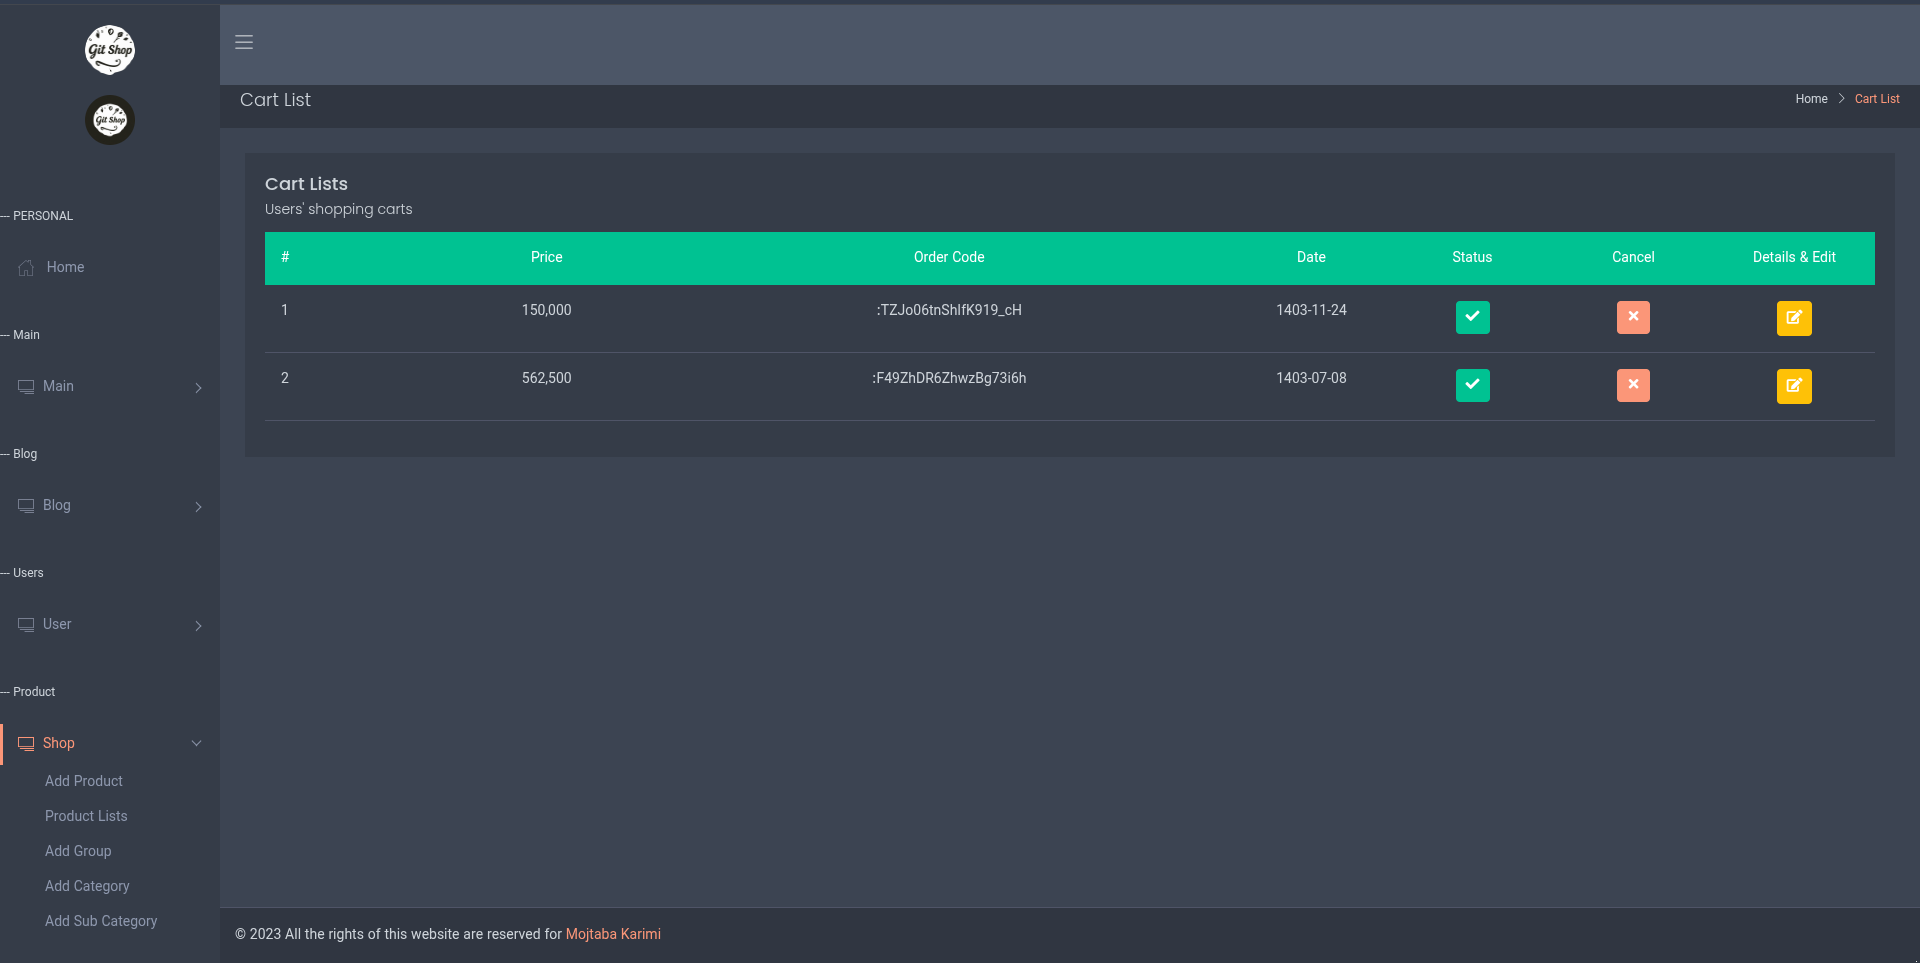 Git Shop
Git Shop
--- PERSONAL
Home
--- Main
Main
--- Blog
Blog
--- Users
User
--- Product
Shop
Add Product
Product Lists
Add Group
Add Category
Add Sub Category
Cart List
Home > Cart List
Cart Lists
Users' shopping carts
# Price Order Code Date Status Cancel Details & Edit
1 150,000 :TZJo06tnShIfK919_cH 1403-11-24
2 562,500 :F49ZhDR6ZhwzBg73i6h 1403-07-08
© 2023 All the rights of this website are reserved for Mojtaba Karimi